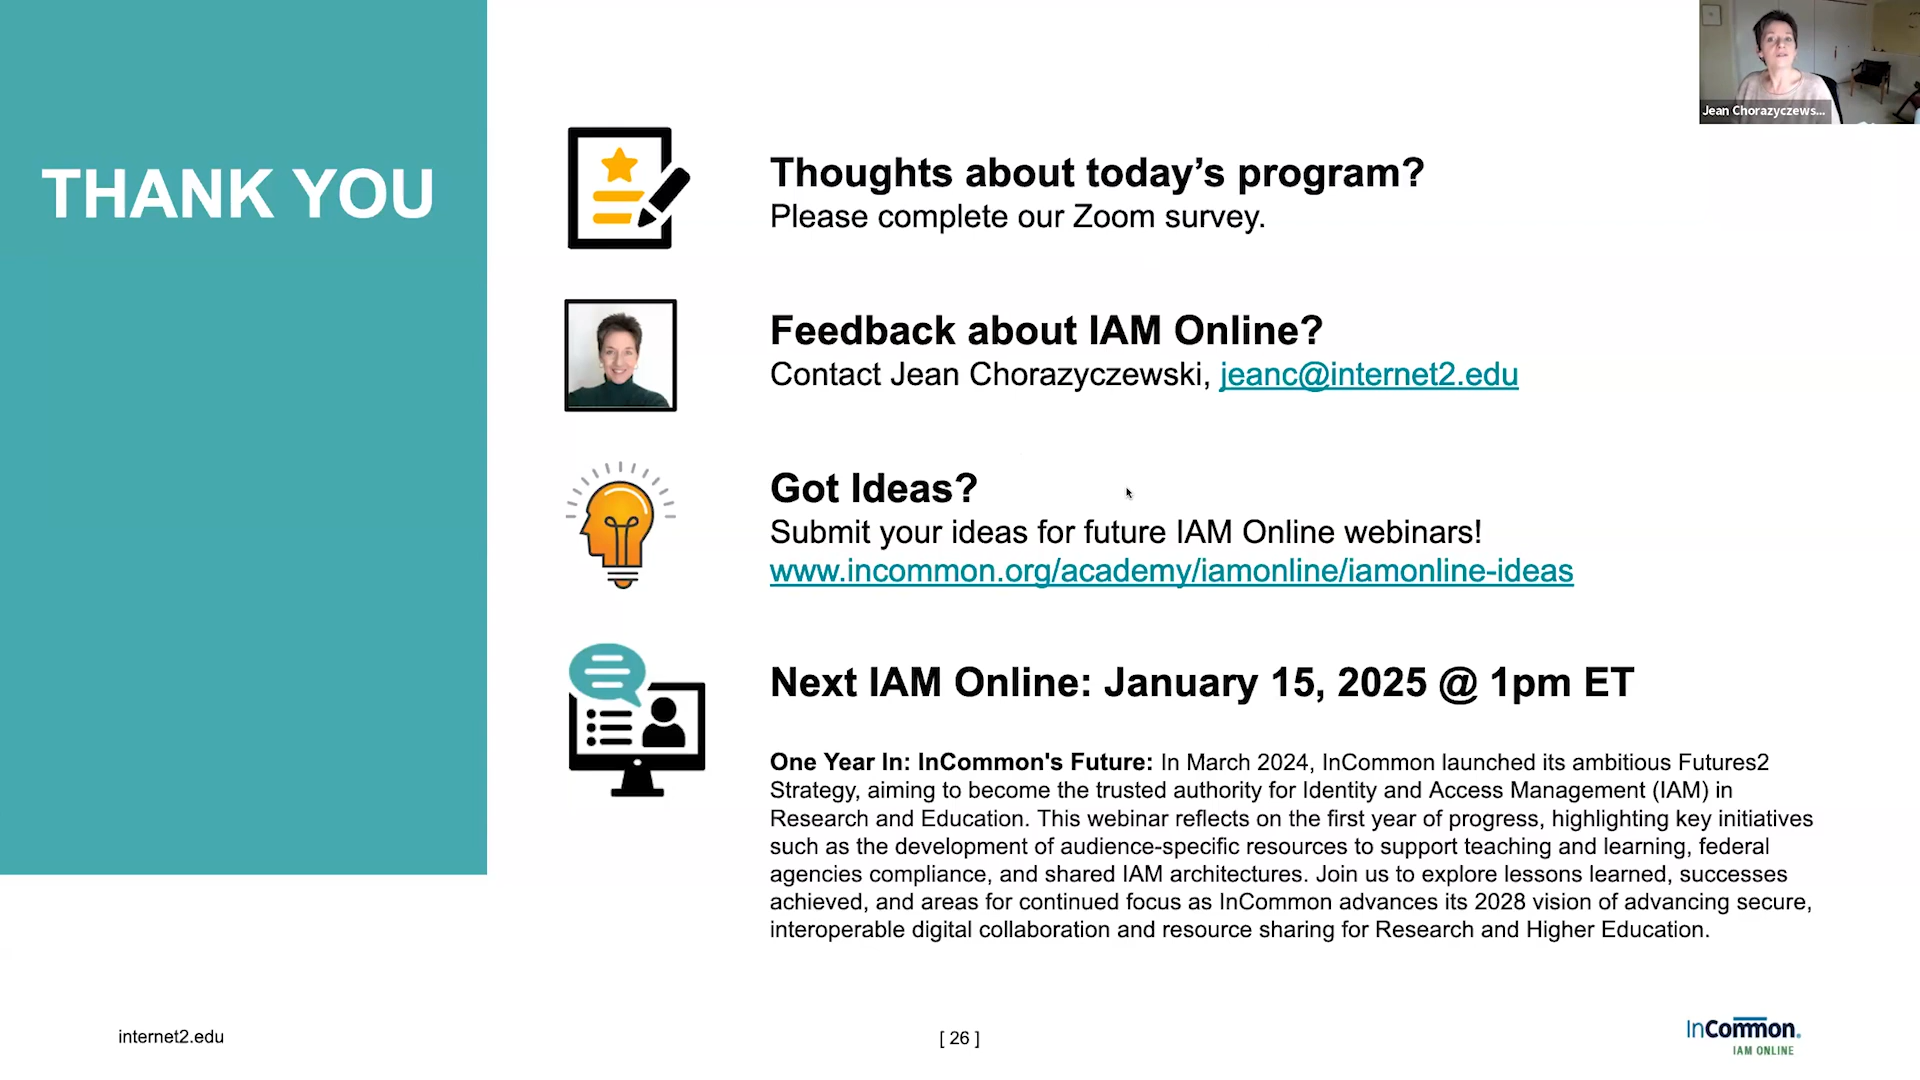 Jean Chorazyczews...
THANK YOU
Thoughts about today’s program?
Please complete our Zoom survey.
Feedback about IAM Online?
Contact Jean Chorazyczewski, jeanc@internet2.edu
Got Ideas?
Submit your ideas for future IAM Online webinars!
www.incommon.org/academy/iamonline/iamonline-ideas
Next IAM Online: January 15, 2025 @ 1pm ET
One Year In: InCommon's Future: In March 2024, InCommon launched its ambitious Futures2
Strategy, aiming to become the trusted authority for Identity and Access Management (IAM) in
Research and Education. This webinar reflects on the first year of progress, highlighting key initiatives
such as the development of audience-specific resources to support teaching and learning, federal
agencies compliance, and shared IAM architectures. Join us to explore lessons learned, successes
achieved, and areas for continued focus as InCommon advances its 2028 vision of advancing secure,
interoperable digital collaboration and resource sharing for Research and Higher Education.
internet2.edu
[ 26 ]
InCommon.
IAM ONLINE